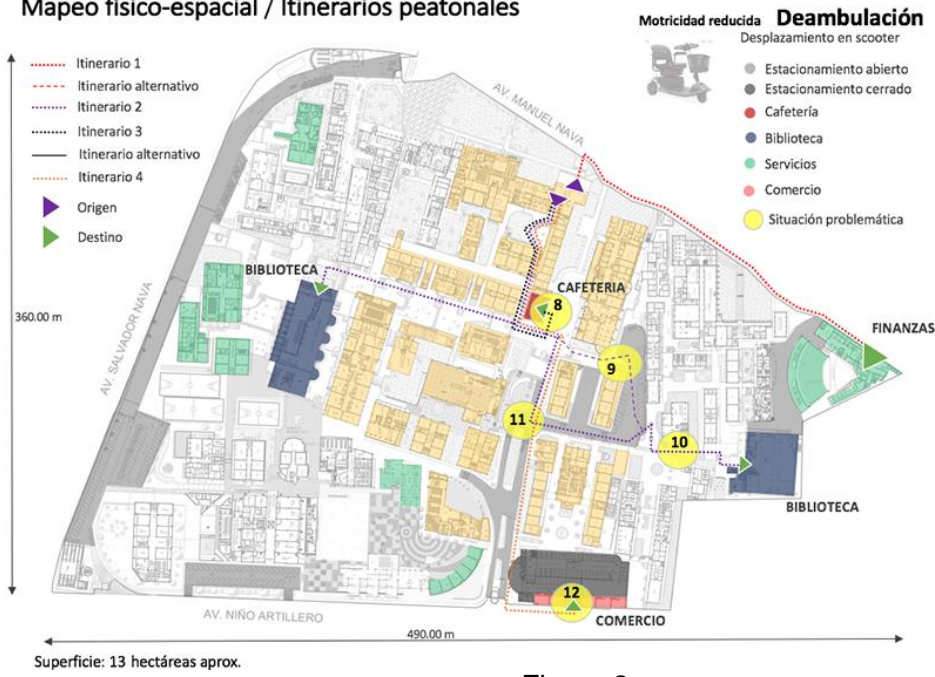 Mapeo físico-espacial / Itinerarios peatonales
Motricidad reducida Deambulación
Desplazamiento en scooter
Itinerario 1
Itinerario alternativo
Itinerario 2
Itinerario 3
Itinerario alternativo
Itinerario 4
Origen
Destino
Estacionamiento abierto
Estacionamiento cerrado
Cafetería
Biblioteca
Servicios
Comercio
Situación problemática
AV. MANUEL NAVA
AV. SALVADOR NAVA
360.00 m
BIBLIOTECA
CAFETERIA
8
FINANZAS
9
11
10
BIBLIOTECA
12
COMERCIO
AV. NIÑO ARTILLERO
490.00 m
Superficie: 13 hectáreas aprox.